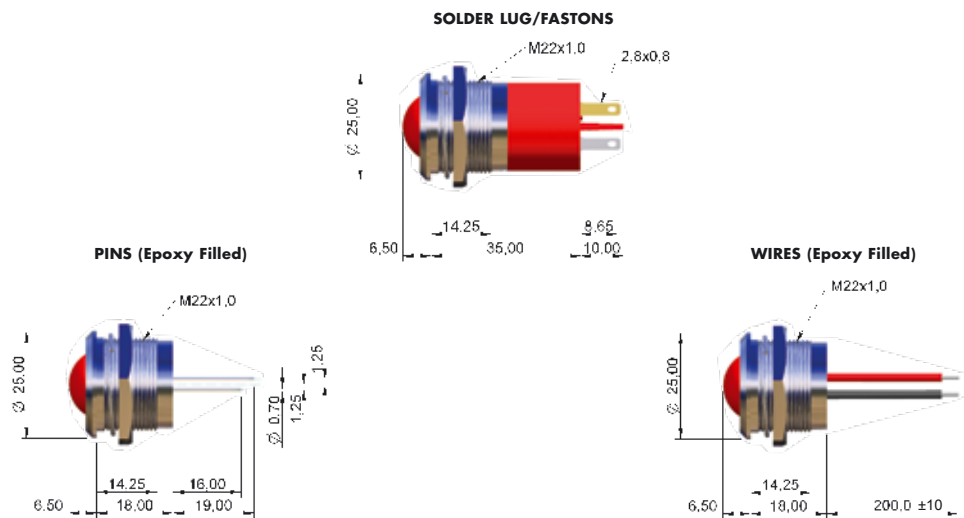 SOLDER LUG/FASTONS
M22x1,0
2,8x0,8
Ø 25,00
14.25
8.65
6,50
35,00
10,00
PINS (Epoxy Filled)
M22x1,0
Ø 25.00
1,25
Ø 0.70
1,25
14.25
16,00
6.50
18.00
19,00
WIRES (Epoxy Filled)
M22x1,0
Ø 25,00
14,25
6,50
18,00
200.0 ±10